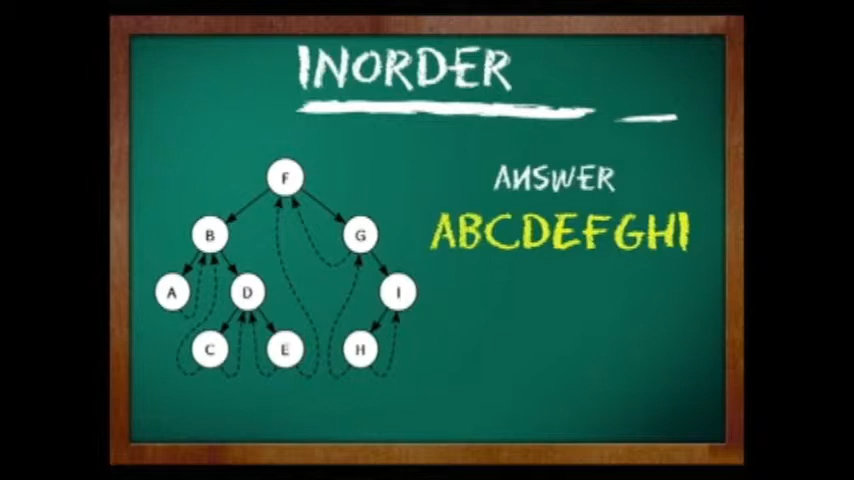 INORDER
ANSWER
ABCDEFGHI
F
B G
A D I
C E H